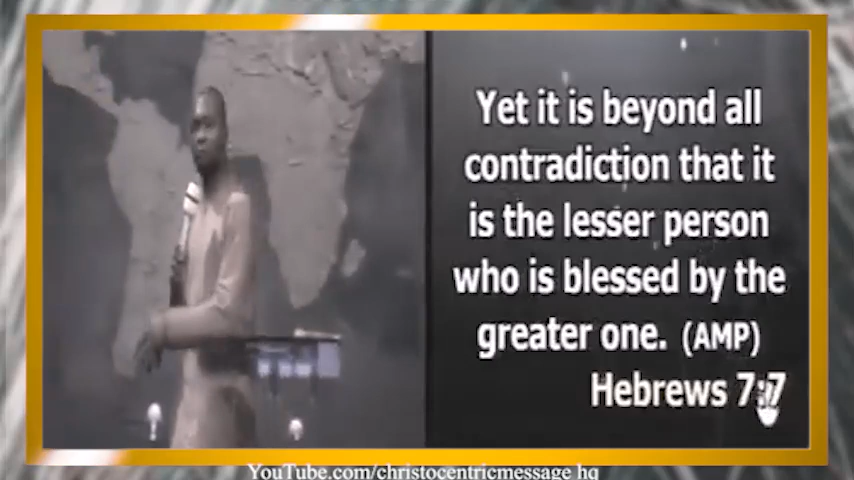 Yet it is beyond all
contradiction that it
is the lesser person
who is blessed by the
greater one. (AMP)
Hebrews 7:7
YouTube.com/christocentricmessage hq